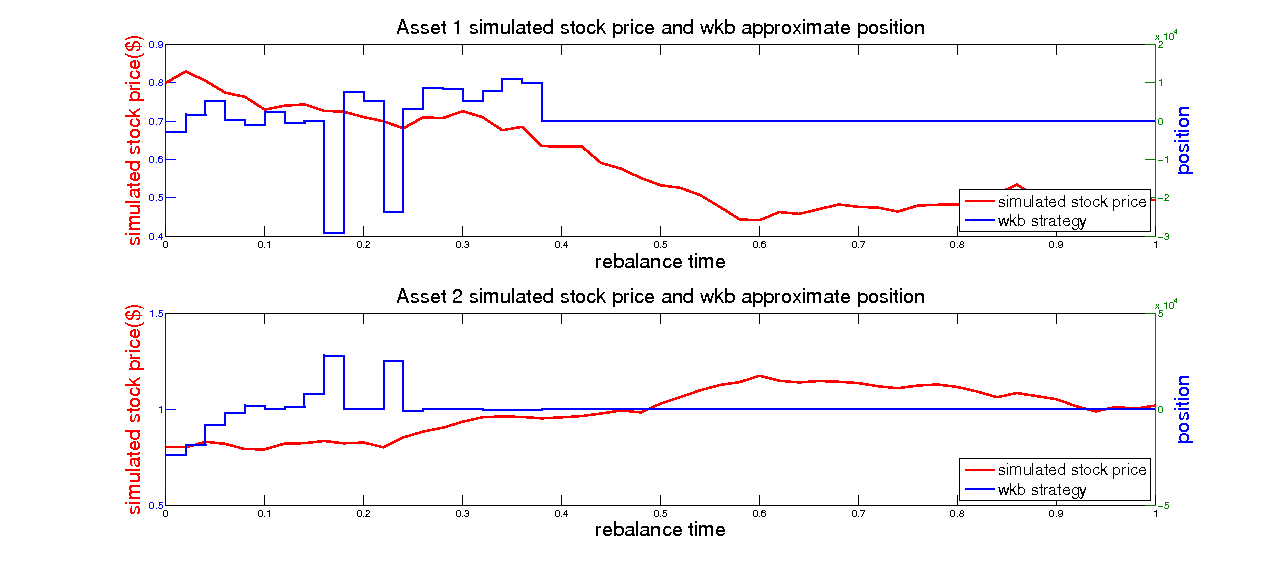 Asset 1 simulated stock price and wkb approximate position
x 10^4
simulated stock price($)
0.9
0.8
0.7
0.6
0.5
0.4
2
1
0
-1
-2
-3
position
simulated stock price
wkb strategy
0 0.1 0.2 0.3 0.4 0.5 0.6 0.7 0.8 0.9 1
rebalance time
Asset 2 simulated stock price and wkb approximate position
x 10^4
simulated stock price($)
1.5
1
0.5
5
0
-5
position
simulated stock price
wkb strategy
0 0.1 0.2 0.3 0.4 0.5 0.6 0.7 0.8 0.9 1
rebalance time